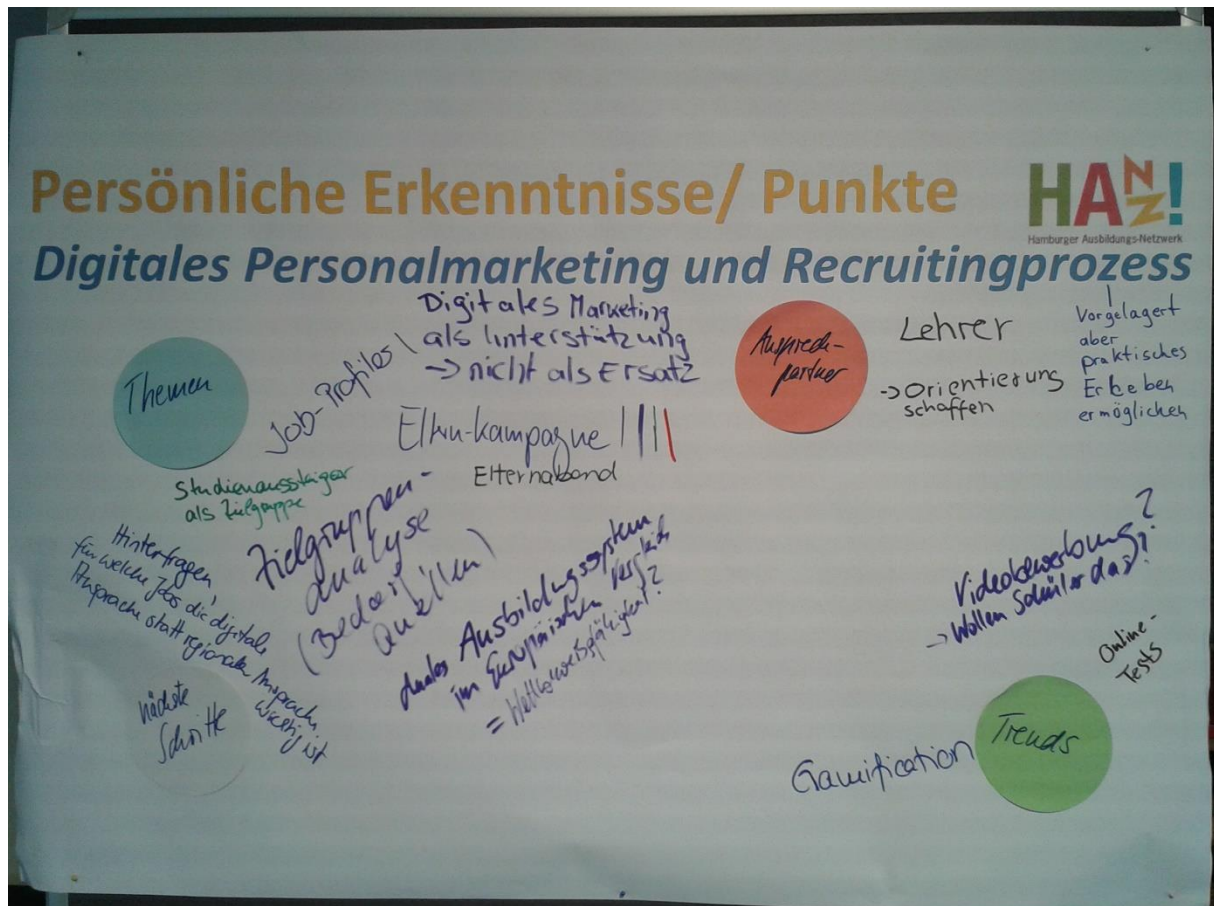 Persönliche Erkenntnisse/ Punkte
HANZ!
Hamburger Ausbildungs-Netzwerk
Digitales Personalmarketing und Recruitingprozess
Themen
Job-Profiles
Digitales Marketing
als Unterstützung
-> nicht als Ersatz
Eltern-Kampagne
Elternabend
Studienaussteiger
als Zielgruppe
Zielgruppen-
analyse
(Bedarf
Quellen)
Hinterfragen,
für welche Jobs die digitale
Ansprache statt regionaler Ansprache
wichtig ist
nächste
Schritte
duales Ausbildungssystem
im Europäischen Vergleich
= Wettbewerbsfähigkeit?
Ansprech-
partner
Lehrer
-> Orientierung
schaffen
Vorgelagert
aber
praktisches
Erleben
ermöglichen
Videobewerbung?
-> Wollen Schüler das?
Online-
Tests
Gamification
Trends